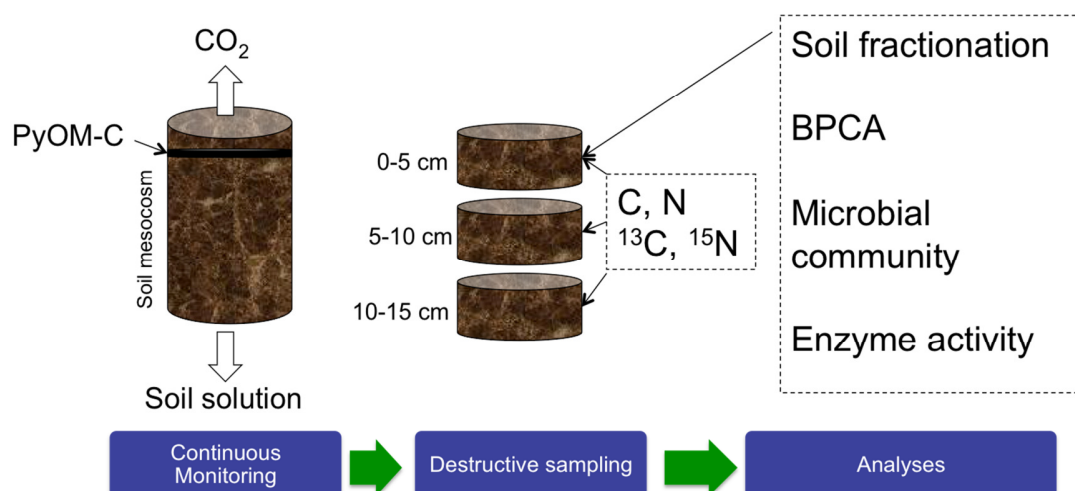 CO₂
PyOM-C
Soil mesocosm
Soil solution
0-5 cm
5-10 cm
10-15 cm
C, N
¹³C, ¹⁵N
Soil fractionation
BPCA
Microbial
community
Enzyme activity
Continuous
Monitoring
Destructive sampling
Analyses